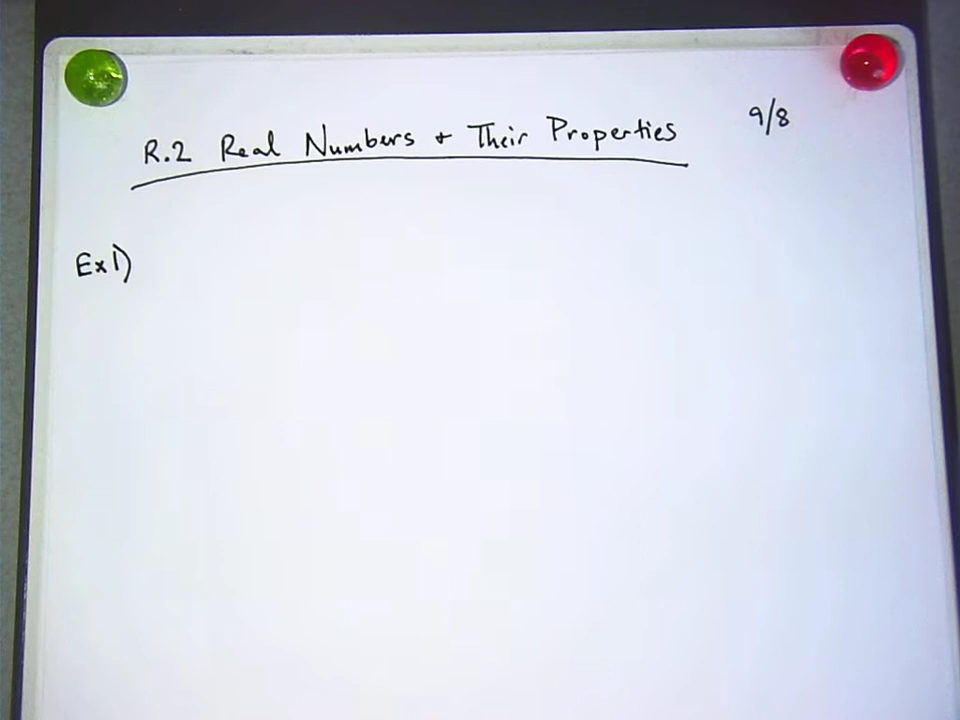 R.2 Real Numbers + Their Properties 9/8
Ex 1)